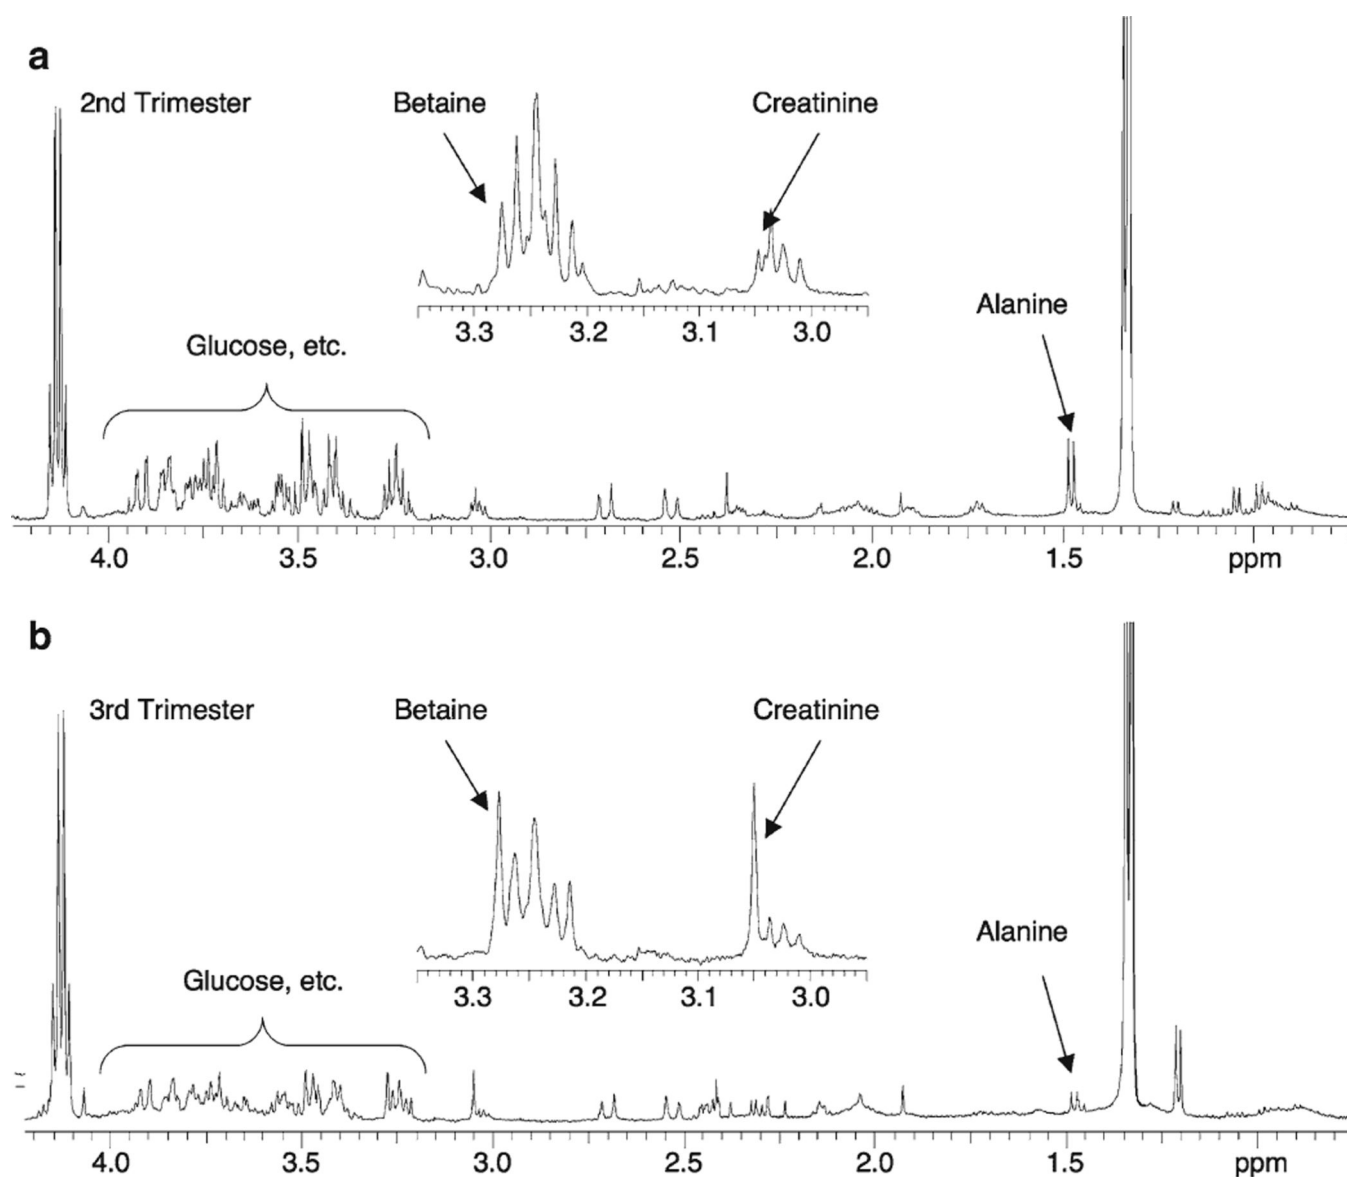 a
2nd Trimester
Betaine
Creatinine
3.3 3.2 3.1 3.0
Alanine
Glucose, etc.
4.0 3.5 3.0 2.5 2.0 1.5 ppm
b
3rd Trimester
Betaine
Creatinine
3.3 3.2 3.1 3.0
Alanine
Glucose, etc.
4.0 3.5 3.0 2.5 2.0 1.5 ppm